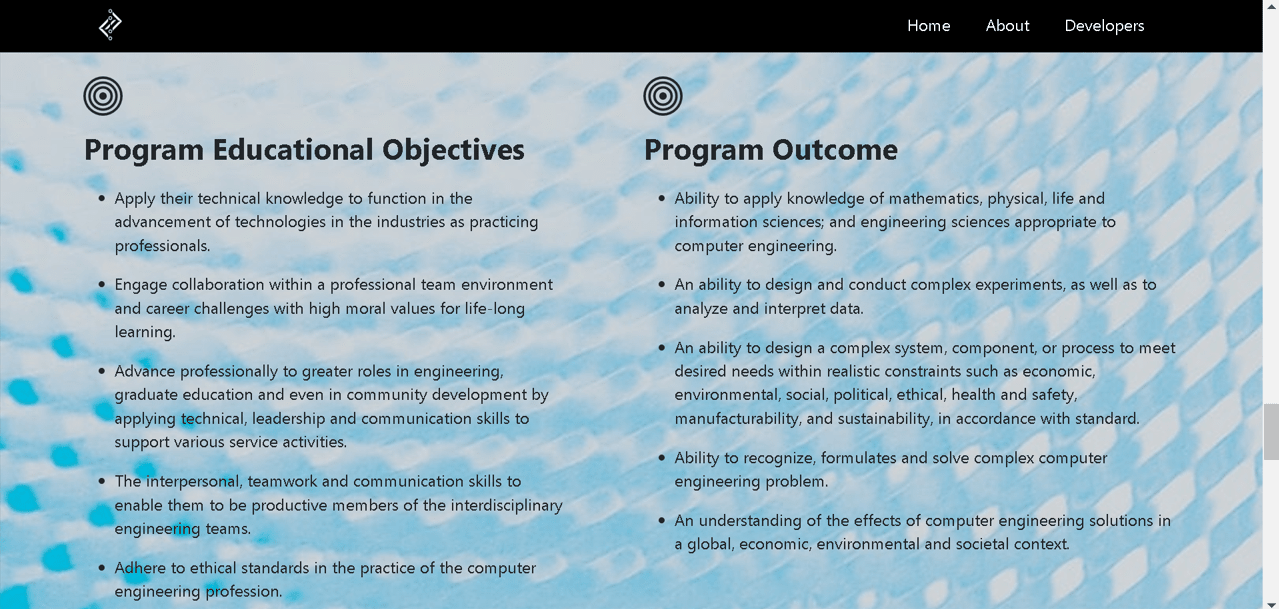 Home About Developers
Program Educational Objectives
• Apply their technical knowledge to function in the
advancement of technologies in the industries as practicing
professionals.
• Engage collaboration within a professional team environment
and career challenges with high moral values for life-long
learning.
• Advance professionally to greater roles in engineering,
graduate education and even in community development by
applying technical, leadership and communication skills to
support various service activities.
• The interpersonal, teamwork and communication skills to
enable them to be productive members of the interdisciplinary
engineering teams.
• Adhere to ethical standards in the practice of the computer
engineering profession.
Program Outcome
• Ability to apply knowledge of mathematics, physical, life and
information sciences; and engineering sciences appropriate to
computer engineering.
• An ability to design and conduct complex experiments, as well as to
analyze and interpret data.
• An ability to design a complex system, component, or process to meet
desired needs within realistic constraints such as economic,
environmental, social, political, ethical, health and safety,
manufacturability, and sustainability, in accordance with standard.
• Ability to recognize, formulates and solve complex computer
engineering problem.
• An understanding of the effects of computer engineering solutions in
a global, economic, environmental and societal context.